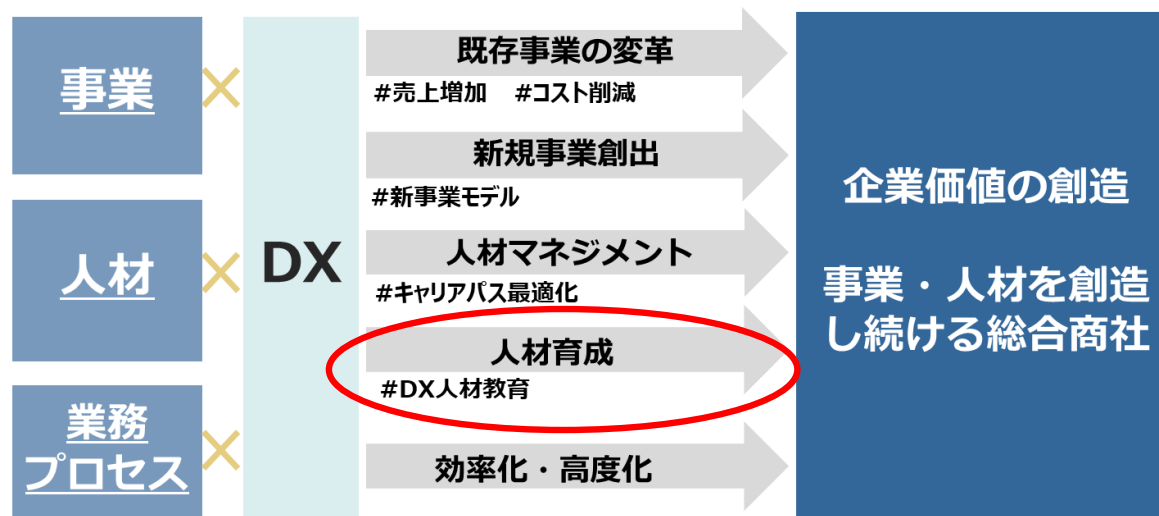 事業
×
人材
×
業務
プロセス
×
DX
既存事業の変革
#売上増加 #コスト削減
新規事業創出
#新事業モデル
人材マネジメント
#キャリアパス最適化
人材育成
#DX人材教育
効率化・高度化
企業価値の創造
事業・人材を創造
し続ける総合商社